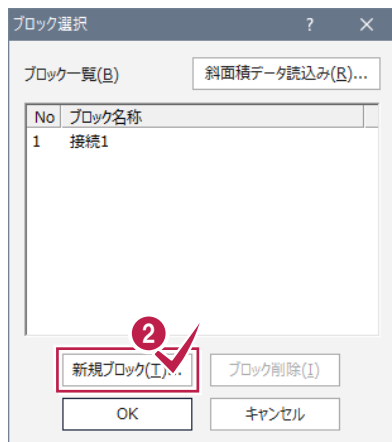 ブロック選択 ? ×
ブロック一覧(B) 斜面積データ読込み(R)...
No ブロック名称
1 接続1
2
新規ブロック(T)... ブロック削除(I)
OK キャンセル